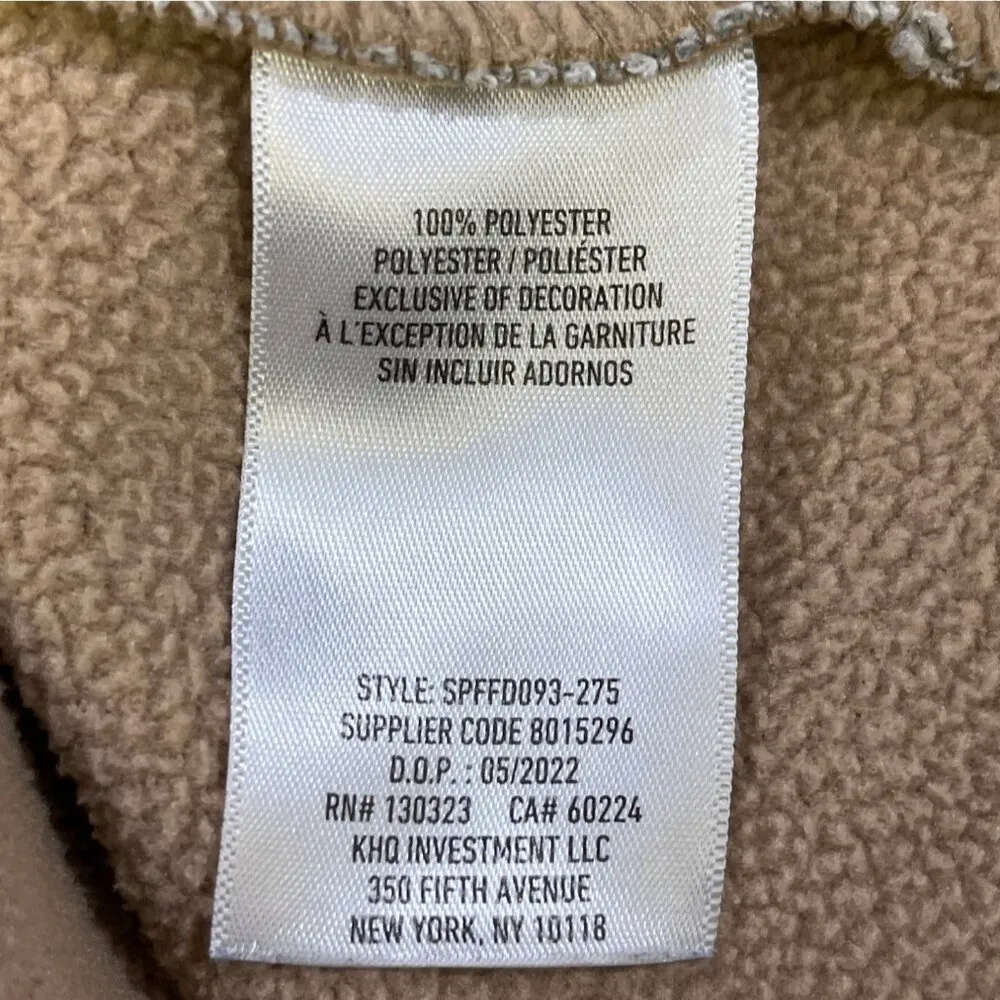 100% POLYESTER
POLYESTER / POLIÉSTER
EXCLUSIVE OF DECORATION
À L'EXCEPTION DE LA GARNITURE
SIN INCLUIR ADORNOS
STYLE: SPFFD093-275
SUPPLIER CODE 8015296
D.O.P. : 05/2022
RN# 130323 CA# 60224
KHQ INVESTMENT LLC
350 FIFTH AVENUE
NEW YORK, NY 10118